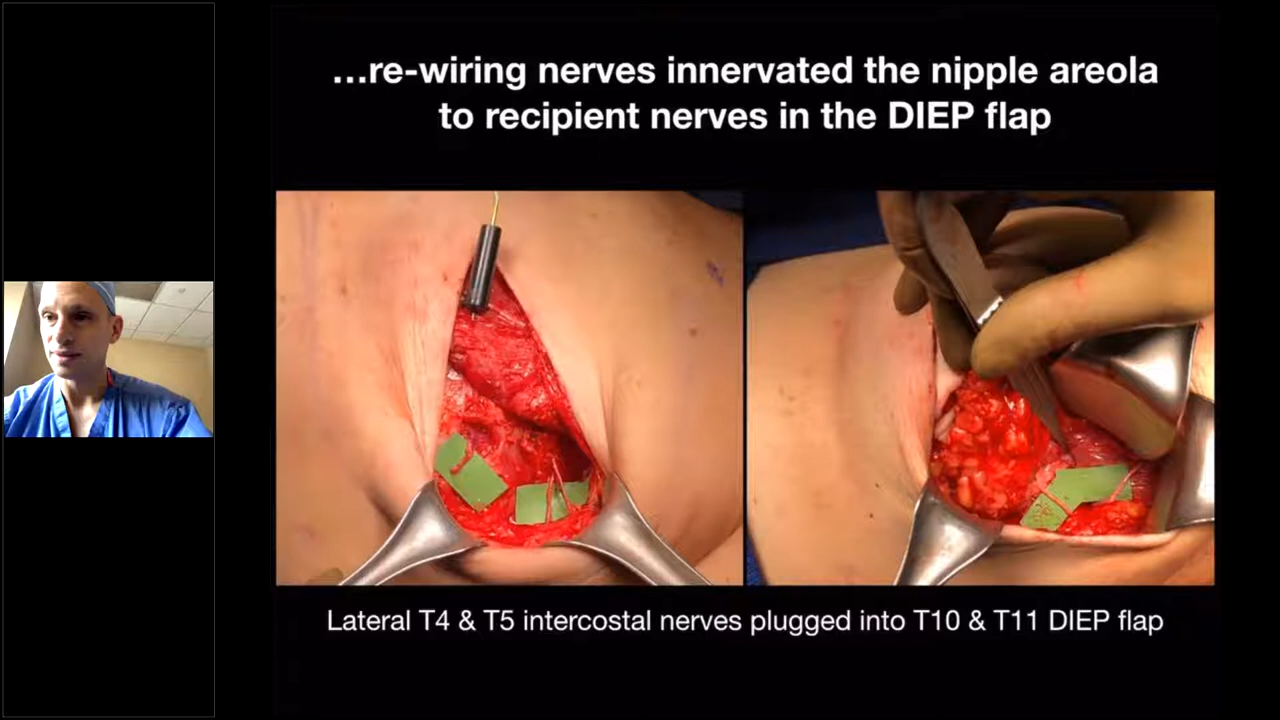 ...re-wiring nerves innervated the nipple areola
to recipient nerves in the DIEP flap
Lateral T4 & T5 intercostal nerves plugged into T10 & T11 DIEP flap